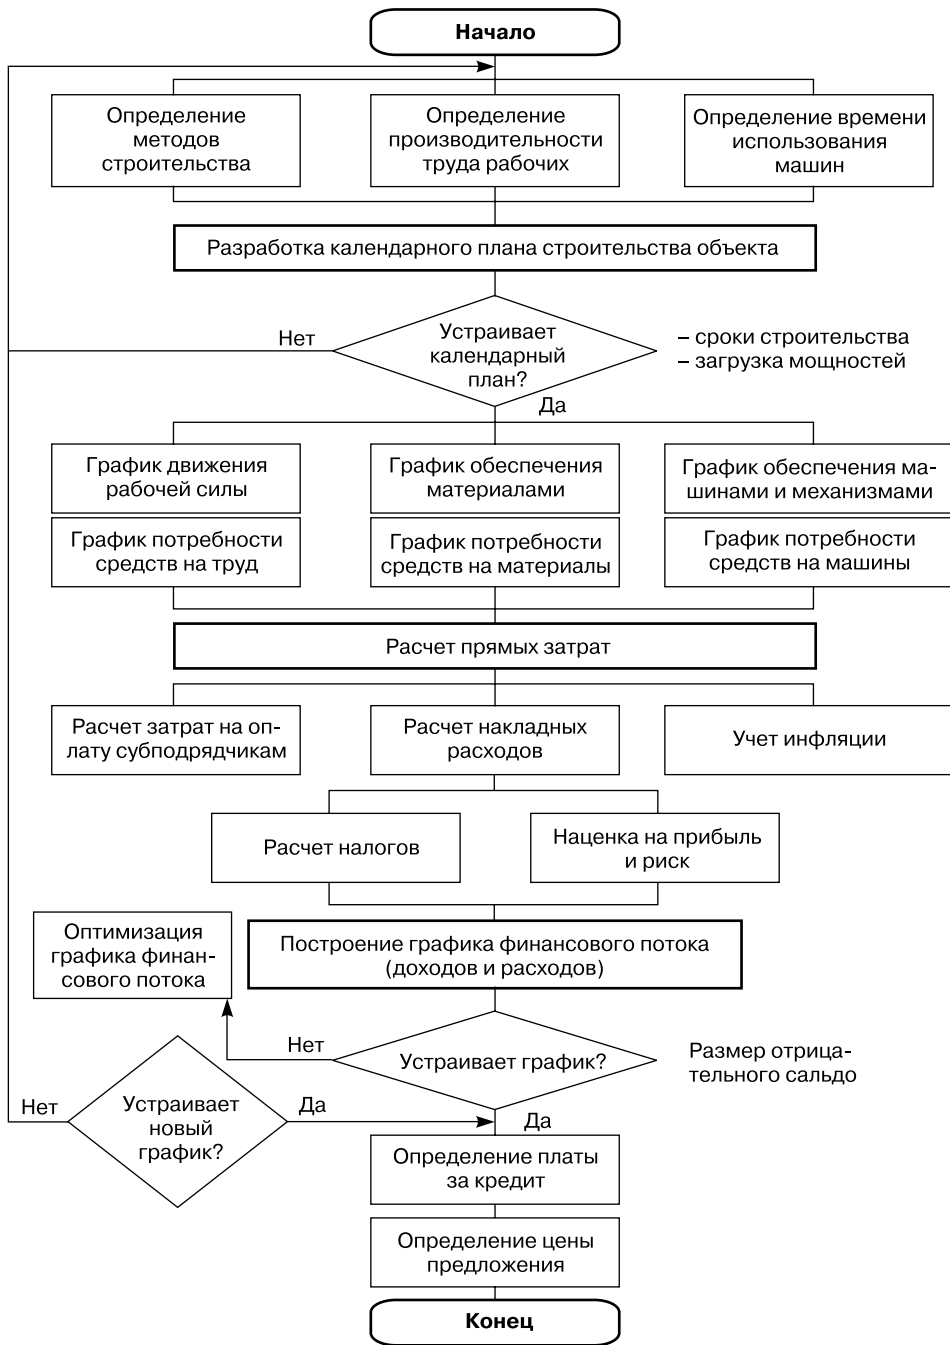 Начало
Определение
методов
строительства
Определение
производительности
труда рабочих
Определение времени
использования
машин
Разработка календарного плана строительства объекта
Нет
Устраивает
календарный
план?
– сроки строительства
– загрузка мощностей
Да
График движения
рабочей силы
График обеспечения
материалами
График обеспечения ма-
шинами и механизмами
График потребности
средств на труд
График потребности
средств на материалы
График потребности
средств на машины
Расчет прямых затрат
Расчет затрат на оп-
лату субподрядчикам
Расчет накладных
расходов
Учет инфляции
Расчет налогов
Наценка на прибыль
и риск
Оптимизация
графика финан-
сового потока
Построение графика финансового потока
(доходов и расходов)
Нет
Устраивает график?
Размер отрица-
тельного сальдо
Нет
Устраивает
новый
график?
Да
Да
Определение платы
за кредит
Определение цены
предложения
Конец